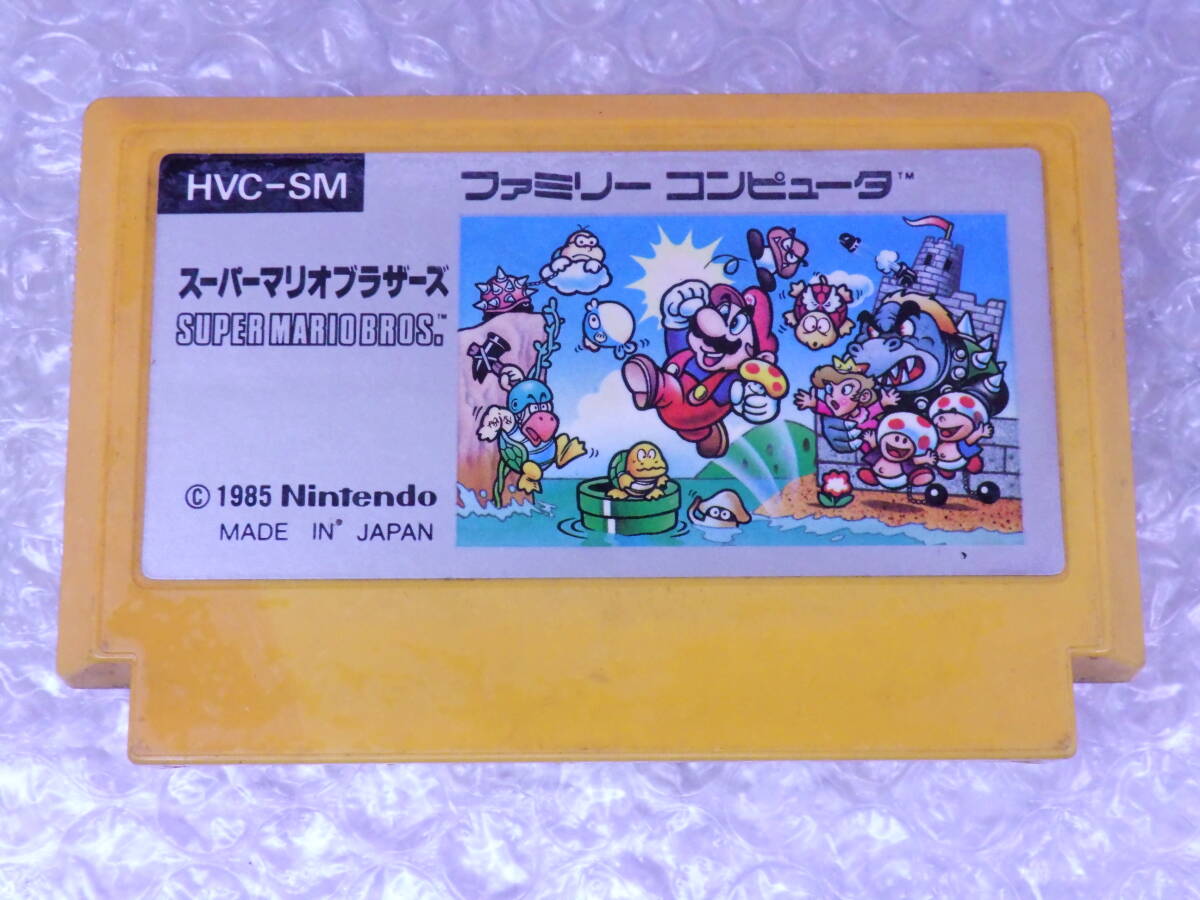 HVC-SM
ファミリー コンピュータ™
スーパーマリオブラザーズ
SUPER MARIO BROS.™
© 1985 Nintendo
MADE IN JAPAN